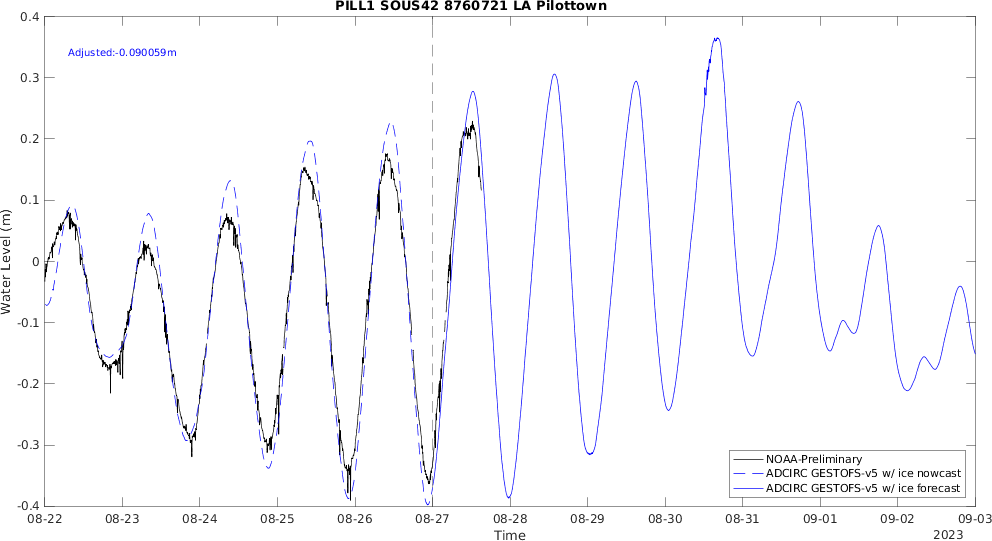 PILL1 SOUS42 8760721 LA Pilottown
Adjusted:-0.090059m
0.4
0.3
0.2
0.1
0
-0.1
-0.2
-0.3
-0.4
Water Level (m)
NOAA-Preliminary
ADCIRC GESTOFS-v5 w/ ice nowcast
ADCIRC GESTOFS-v5 w/ ice forecast
08-22 08-23 08-24 08-25 08-26 08-27 08-28 08-29 08-30 08-31 09-01 09-02 09-03
Time
2023